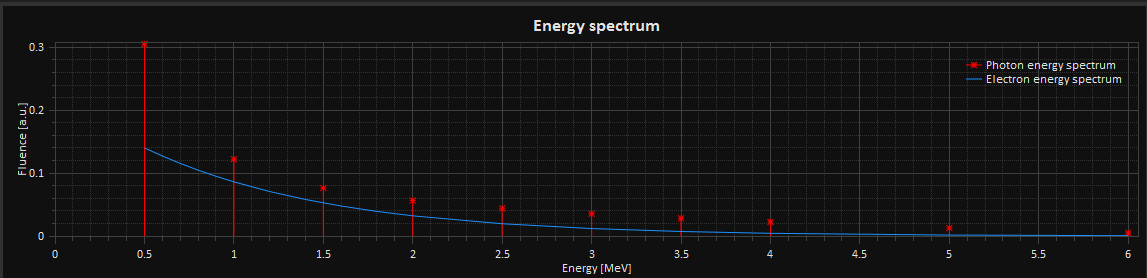 Energy spectrum
Photon energy spectrum
Electron energy spectrum
Fluence [a.u.]
0.3
0.2
0.1
0
0 0.5 1 1.5 2 2.5 3 3.5 4 4.5 5 5.5 6
Energy [MeV]